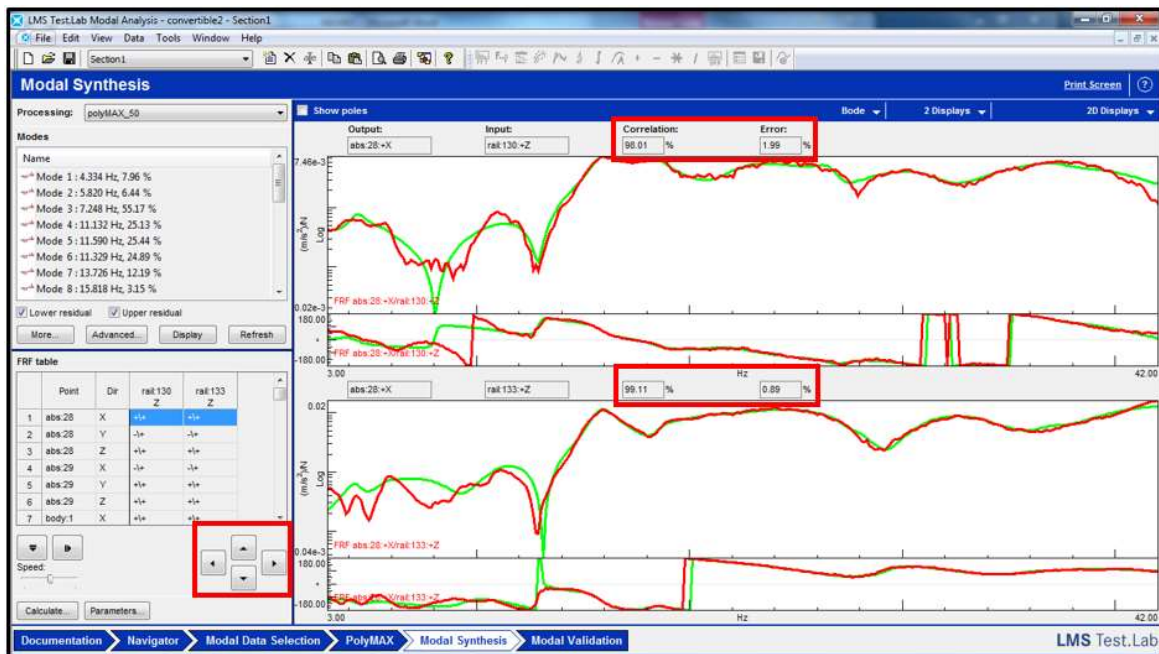 LMS Test.Lab Modal Analysis - convertible2 - Section1
File Edit View Data Tools Window Help
Section1
Modal Synthesis
Print Screen
Processing: polyMAX_50
Show poles
Bode
2 Displays
2D Displays
Modes
Name
Mode 1 : 4.334 Hz, 7.96 %
Mode 2 : 5.820 Hz, 6.44 %
Mode 3 : 7.248 Hz, 55.17 %
Mode 4 : 11.132 Hz, 25.13 %
Mode 5 : 11.590 Hz, 25.44 %
Mode 6 : 11.329 Hz, 24.89 %
Mode 7 : 13.726 Hz, 12.19 %
Mode 8 : 15.818 Hz, 3.15 %
Lower residual Upper residual
More... Advanced... Display Refresh
FRF table
Point Dir rail:130 rail:133
Z Z
1 abs:28 X +\+ +\+
2 abs:28 Y -\+ -\+
3 abs:28 Z +\+ +\+
4 abs:29 X -\+ -\+
5 abs:29 Y +\+ +\+
6 abs:29 Z +\+ +\+
7 body:1 X +\+ +\+
Speed:
Calculate... Parameters...
Output: Input: Correlation: Error:
abs:28:+X rail:130:+Z 98.01 % 1.99 %
7.46e-3
(m/s²)/N
Log
0.02e-3
FRF abs:28:+X/rail:130:+Z
180.00
FRF abs:28:+X/rail:130:+Z
-180.00
3.00 Hz 42.00
abs:28:+X rail:133:+Z 99.11 % 0.89 %
0.02
(m/s²)/N
Log
0.04e-3
FRF abs:28:+X/rail:133:+Z
180.00
FRF abs:28:+X/rail:133:+Z
-180.00
3.00 Hz 42.00
Documentation Navigator Modal Data Selection PolyMAX Modal Synthesis Modal Validation
LMS Test.Lab